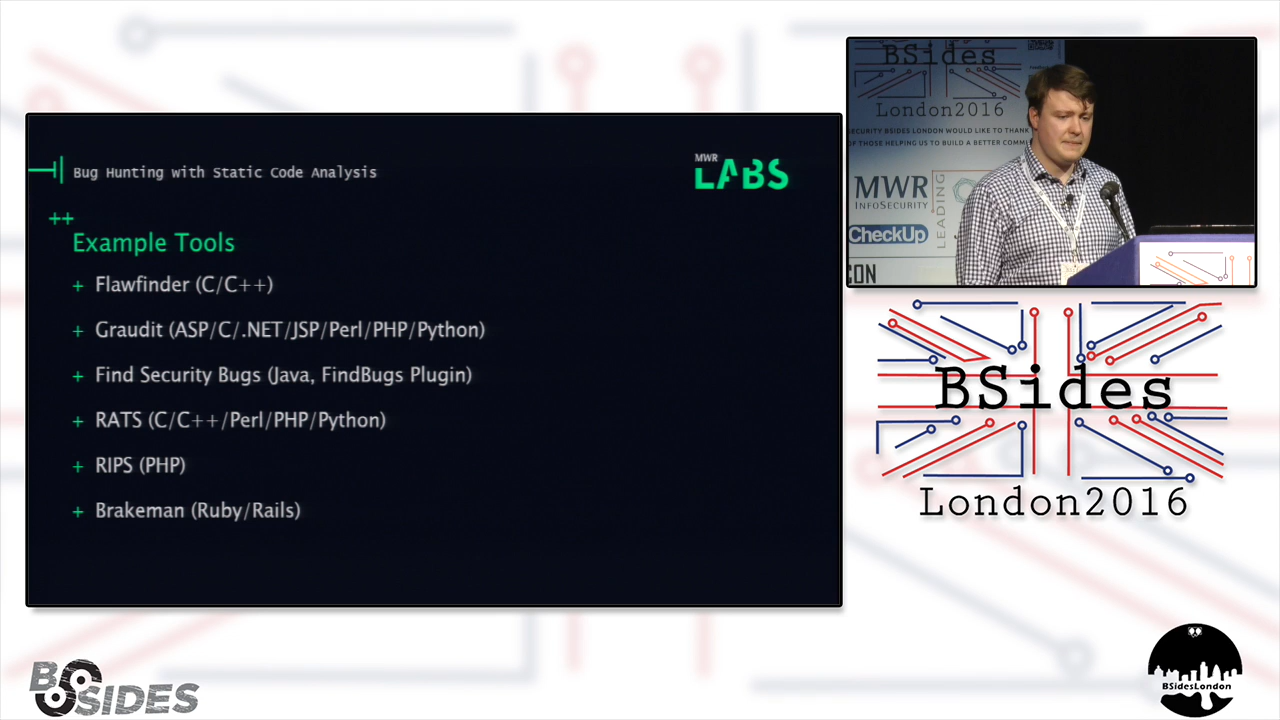 Bug Hunting with Static Code Analysis
MWR
LABS
++
Example Tools
+ Flawfinder (C/C++)
+ Graudit (ASP/C/.NET/JSP/Perl/PHP/Python)
+ Find Security Bugs (Java, FindBugs Plugin)
+ RATS (C/C++/Perl/PHP/Python)
+ RIPS (PHP)
+ Brakeman (Ruby/Rails)
BSides
London2016
SECURITY BSIDES LONDON WOULD LIKE TO THANK
OF THOSE HELPING US TO BUILD A BETTER
MWR
INFOSECURITY
LEADING
CheckUp
CON
BSides
London2016
BSIDES
BSidesLondon